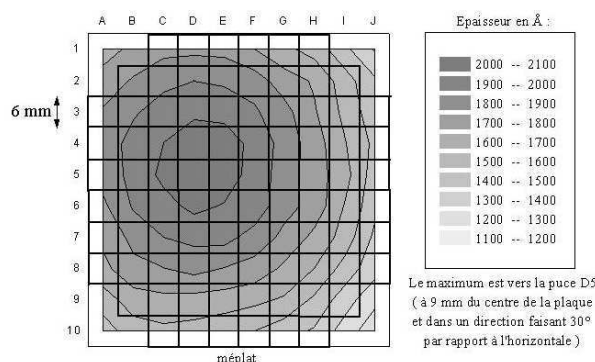 A B C D E F G H I J
1
2
3
4
5
6
7
8
9
10
6 mm
méplat
Epaisseur en Å :
2000 -- 2100
1900 -- 2000
1800 -- 1900
1700 -- 1800
1600 -- 1700
1500 -- 1600
1400 -- 1500
1300 -- 1400
1200 -- 1300
1100 -- 1200
Le maximum est vers la puce D5
( à 9 mm du centre de la plaque
et dans un direction faisant 30°
par rapport à l'horizontale )